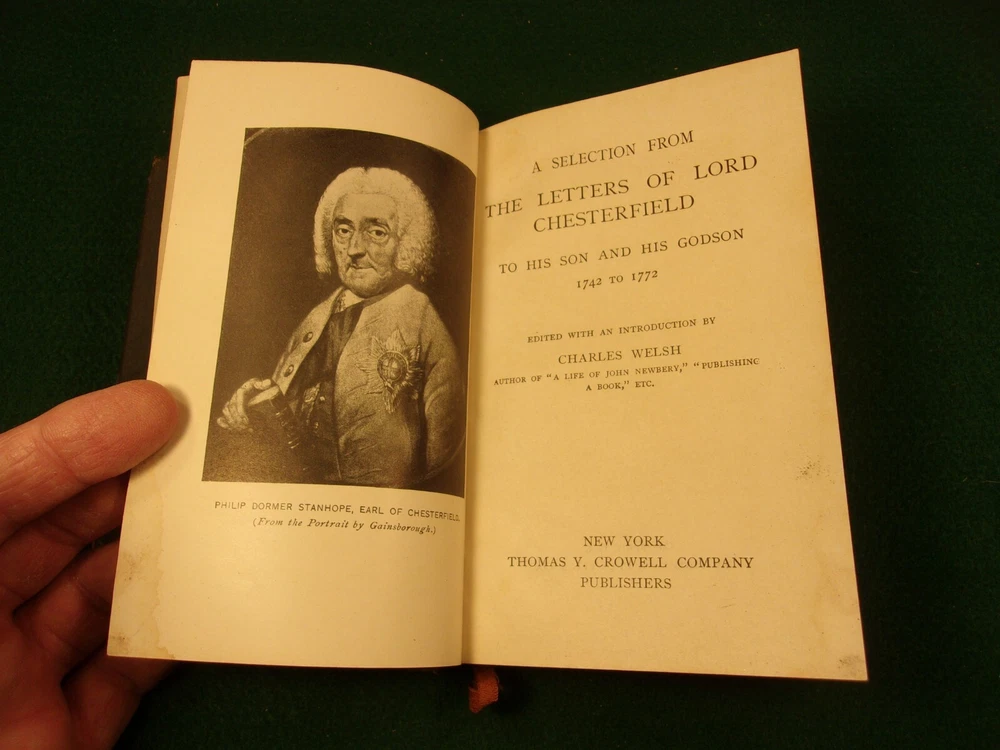 PHILIP DORMER STANHOPE, EARL OF CHESTERFIELD.
(From the Portrait by Gainsborough.)
A SELECTION FROM
THE LETTERS OF LORD
CHESTERFIELD
TO HIS SON AND HIS GODSON
1742 TO 1772
EDITED WITH AN INTRODUCTION BY
CHARLES WELSH
AUTHOR OF "A LIFE OF JOHN NEWBERY," "PUBLISHING
A BOOK," ETC.
NEW YORK
THOMAS Y. CROWELL COMPANY
PUBLISHERS